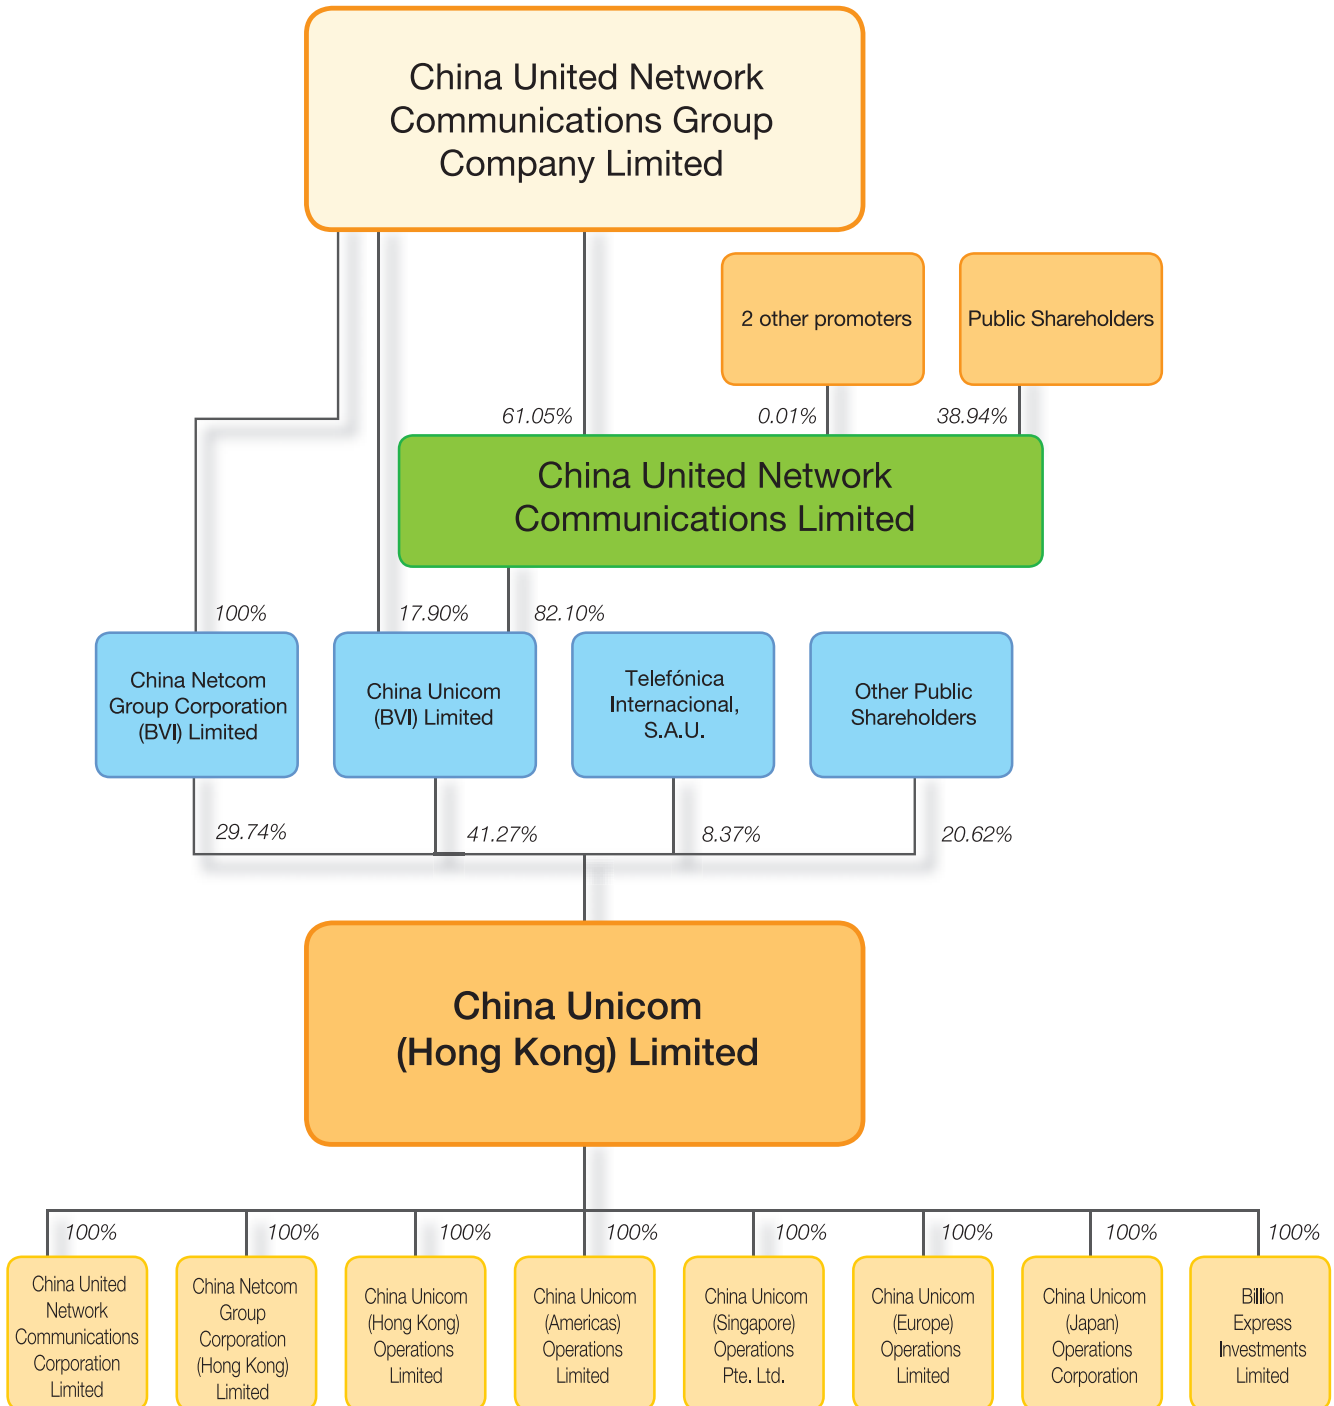 China United Network
Communications Group
Company Limited
2 other promoters
Public Shareholders
61.05%
0.01%
38.94%
China United Network
Communications Limited
100%
17.90%
82.10%
China Netcom
Group Corporation
(BVI) Limited
China Unicom
(BVI) Limited
Telefónica
Internacional,
S.A.U.
Other Public
Shareholders
29.74%
41.27%
8.37%
20.62%
China Unicom
(Hong Kong) Limited
100%
100%
100%
100%
100%
100%
100%
100%
China United
Network
Communications
Corporation
Limited
China Netcom
Group
Corporation
(Hong Kong)
Limited
China Unicom
(Hong Kong)
Operations
Limited
China Unicom
(Americas)
Operations
Limited
China Unicom
(Singapore)
Operations
Pte. Ltd.
China Unicom
(Europe)
Operations
Limited
China Unicom
(Japan)
Operations
Corporation
Billion
Express
Investments
Limited